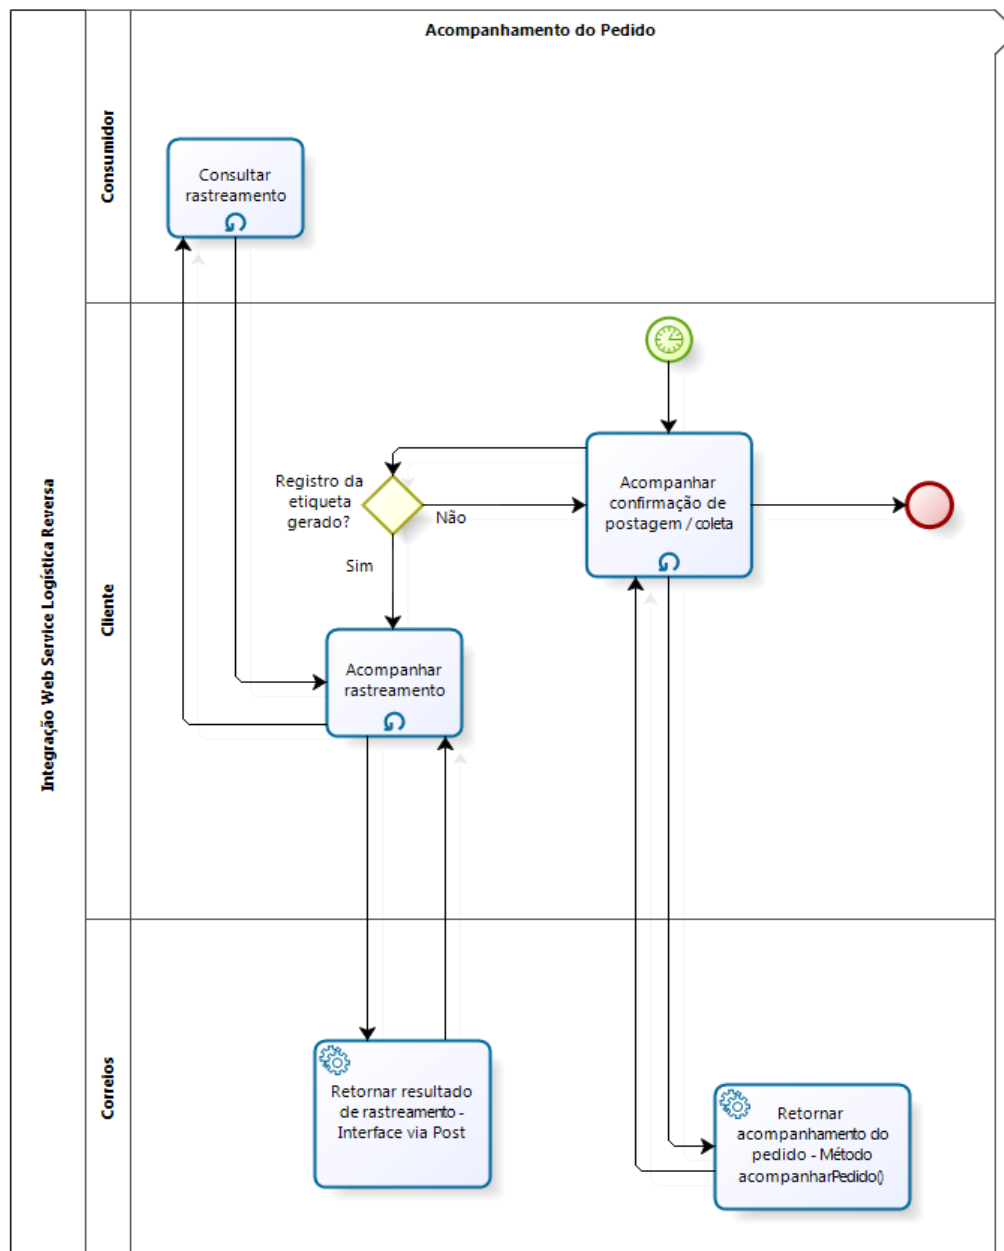 Acompanhamento do Pedido
Integração Web Service Logística Reversa
Consumidor
Consultar
rastreamento
Cliente
Registro da
etiqueta
gerado?
Não
Sim
Acompanhar
confirmação de
postagem / coleta
Acompanhar
rastreamento
Correios
Retornar resultado
de rastreamento -
Interface via Post
Retornar
acompanhamento do
pedido - Método
acompanharPedido()